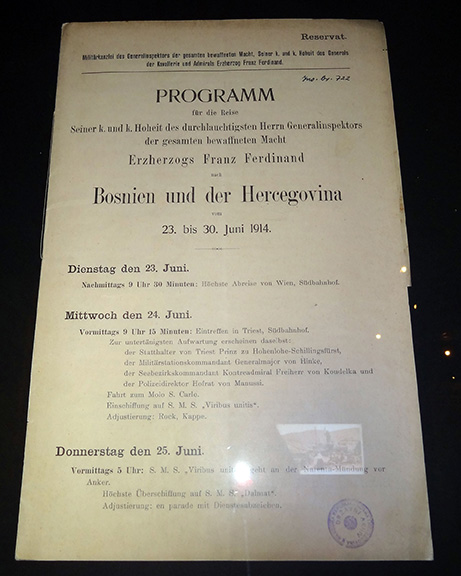 Reservat.
Militärkanzlei des Generalinspektors der gesamten bewaffneten Macht, Seiner k. und k. Hoheit des Generals
der Kavallerie und Admirals Erzherzog Franz Ferdinand.
PROGRAMM
für die Reise
Seiner k. und k. Hoheit des durchlauchtigsten Herrn Generalinspektors
der gesamten bewaffneten Macht
Erzherzogs Franz Ferdinand
nach
Bosnien und der Hercegovina
vom
23. bis 30. Juni 1914.
Dienstag den 23. Juni.
Nachmittags 9 Uhr 30 Minuten: Höchste Abreise von Wien, Südbahnhof.
Mittwoch den 24. Juni.
Vormittags 9 Uhr 15 Minuten: Eintreffen in Triest, Südbahnhof.
Zur untertänigsten Aufwartung erscheinen daselbst:
der Statthalter von Triest Prinz zu Hohenlohe-Schillingsfürst,
der Militärstationskommandant Generalmajor von Hinke,
der Seebezirkskommandant Kontreadmiral Freiherr von Koudelka und
der Polizeidirektor Hofrat von Manussi.
Fahrt zum Molo S. Carlo.
Einschiffung auf S. M. S. „Viribus unitis“.
Adjustierung: Rock, Kappe.
Donnerstag den 25. Juni.
Vormittags 5 Uhr: S. M. S. „Viribus unitis“ geht an der Narenta-Mündung vor
Anker.
Höchste Überschiffung auf S. M. S. „Dalmat“.
Adjustierung: en parade mit Dienstesabzeichen.